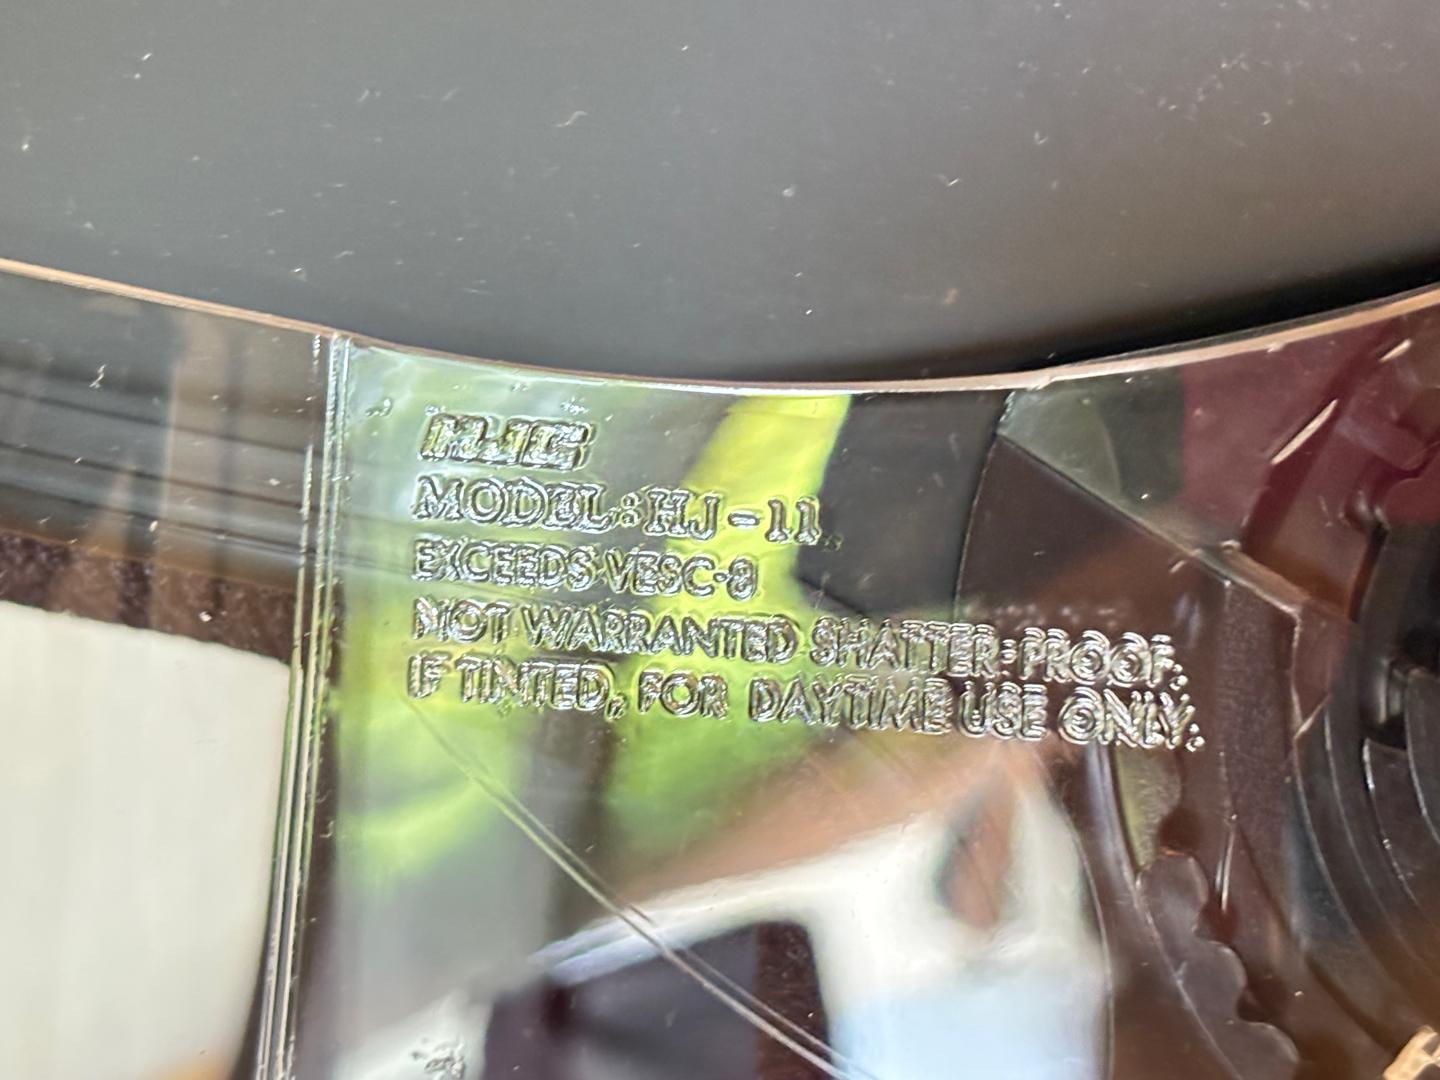 HJC
MODEL: HJ-11
EXCEEDS VESC-8
NOT WARRANTED SHATTER-PROOF.
IF TINTED, FOR DAYTIME USE ONLY.